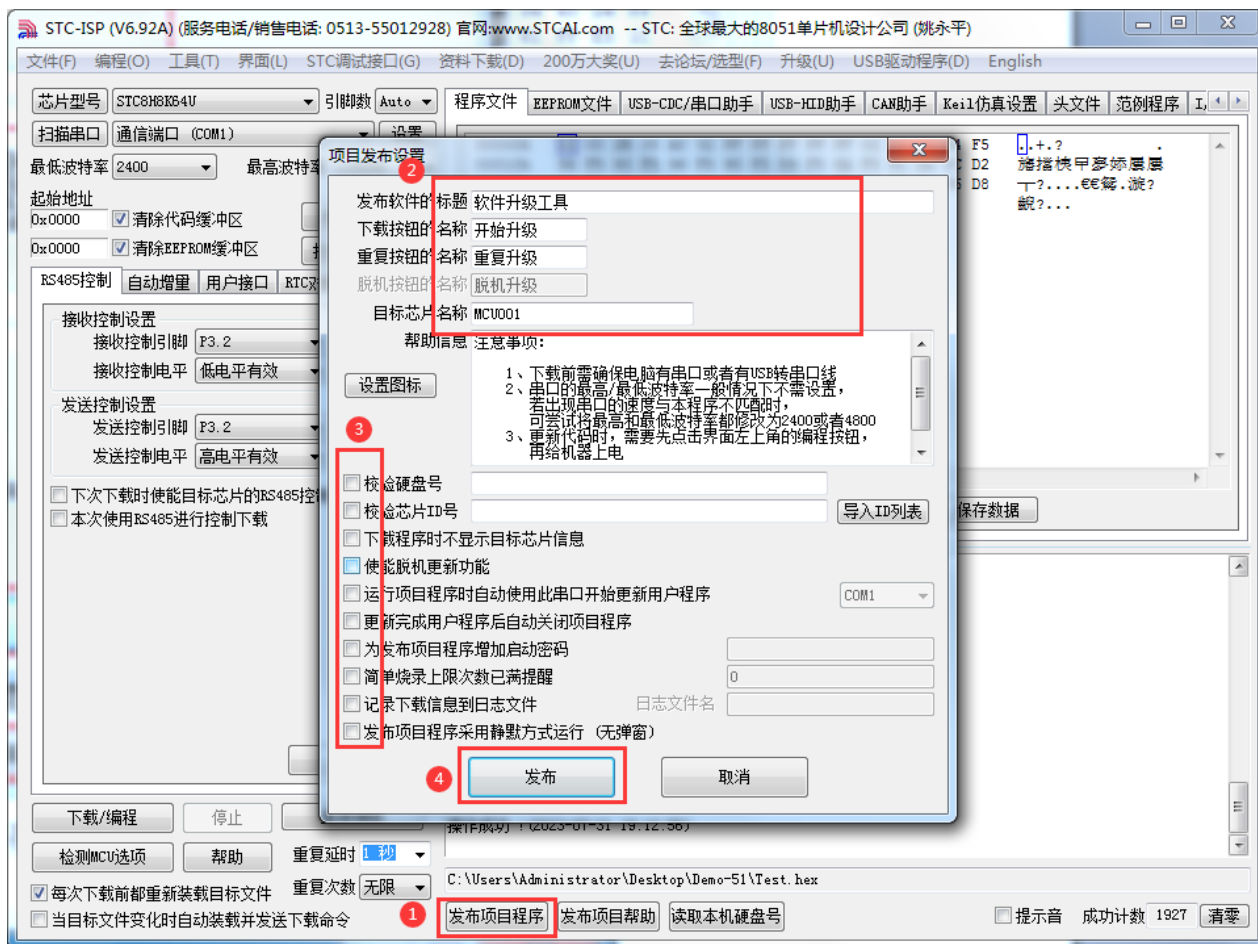 STC-ISP (V6.92A) (服务电话/销售电话: 0513-55012928) 官网:www.STCAI.com -- STC: 全球最大的8051单片机设计公司 (姚永平)
文件(F) 编程(O) 工具(T) 界面(L) STC调试接口(G) 资料下载(D) 200万大奖(U) 去论坛/选型(F) 升级(U) USB驱动程序(D) English
芯片型号 STC8H8K64U 引脚数 Auto 程序文件 EEPROM文件 USB-CDC/串口助手 USB-HID助手 CAN助手 Keil仿真设置 头文件 范例程序
扫描串口 通信端口 (COM1) 设置
F5 ..+.? .
最低波特率 2400 最高波特率
D2
D8
起始地址
0x0000 清除代码缓冲区
0x0000 清除EEPROM缓冲区
RS485控制 自动增量 用户接口
接收控制设置
接收控制引脚 P3.2
接收控制电平 低电平有效
发送控制设置
发送控制引脚 P3.2
发送控制电平 高电平有效
下次下载时使能目标芯片的RS485控
本次使用RS485进行控制下载
项目发布设置
2
发布软件的标题 软件升级工具
下载按钮的名称 开始升级
重复按钮的名称 重复升级
脱机按钮的名称 脱机升级
目标芯片名称 MCU001
帮助信息 注意事项:
1、下载前需确保电脑有串口或者有USB转串口线
2、串口的最高/最低波特率一般情况下不需设置,
若出现串口的速度与本程序不匹配时,
可尝试将最高和最低波特率都修改为2400或者4800
3、更新代码时, 需要先点击界面左上角的编程按钮,
再给机器上电
设置图标
3
校验硬盘号
校验芯片ID号 导入ID列表
下载程序时不显示目标芯片信息
使能脱机更新功能
运行项目程序时自动使用此串口开始更新用户程序 COM1
更新完成用户程序后自动关闭项目程序
为发布项目程序增加启动密码
简单烧录上限次数已满提醒 0
记录下载信息到日志文件 日志文件名
发布项目程序采用静默方式运行 (无弹窗)
4 发布 取消
保存数据
下载/编程 停止
操作成功 !(2023-01-31 19:12:56)
检测MCU选项 帮助 重复延时 1 秒
每次下载前都重新装载目标文件 重复次数 无限 C:\Users\Administrator\Desktop\Demo-51\Test.hex
当目标文件变化时自动装载并发送下载命令 1 发布项目程序 发布项目帮助 读取本机硬盘号 提示音 成功计数 1927 清零